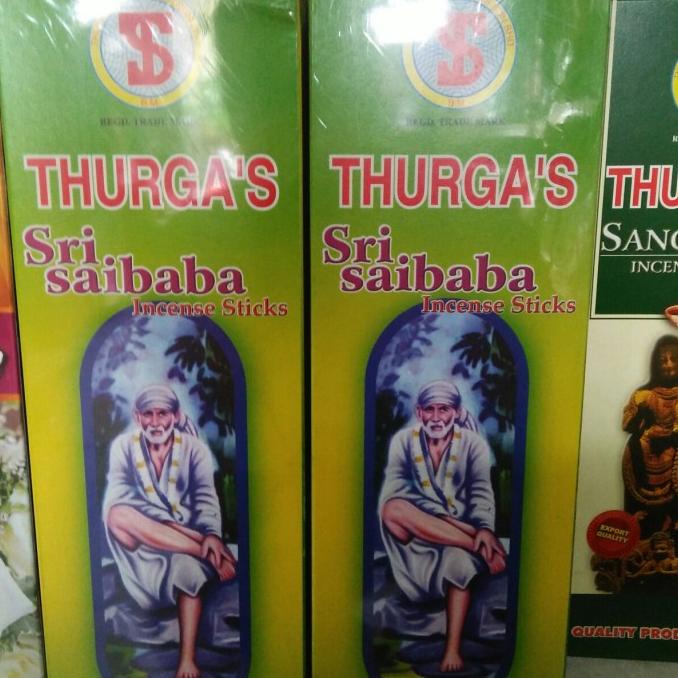 REGD. TRADE MARK
THURGA'S
Sri
saibaba
Incense Sticks
REGD. TRADE MARK
THURGA'S
Sri
saibaba
Incense Sticks
THU
SANC
INCEN
EXPORT
QUALITY
QUALITY PROD